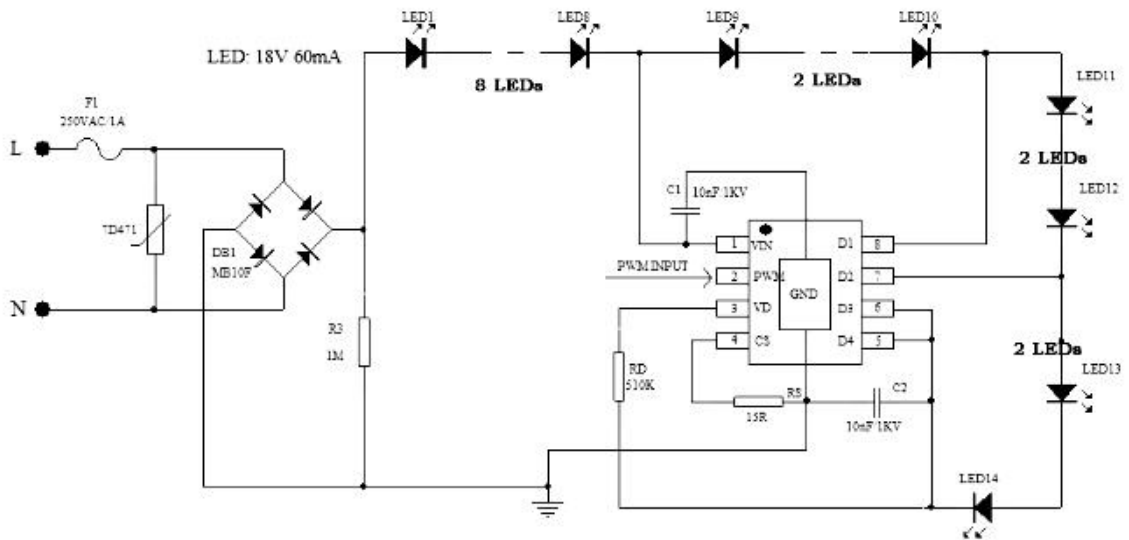 LED1
LED8
LED9
LED10
LED: 18V 60mA
8 LEDs
2 LEDs
LED11
F1
250VAC/1A
L
2 LEDs
C1
10nF 1KV
LED12
7D471
DB1
MB10F
1
VIN
D1
8
PWM INPUT
2
PWM
GND
D2
7
N
3
VD
D3
6
R3
1M
4
CS
D4
5
2 LEDs
RD
510K
LED13
RS
15R
C2
10nF 1KV
LED14